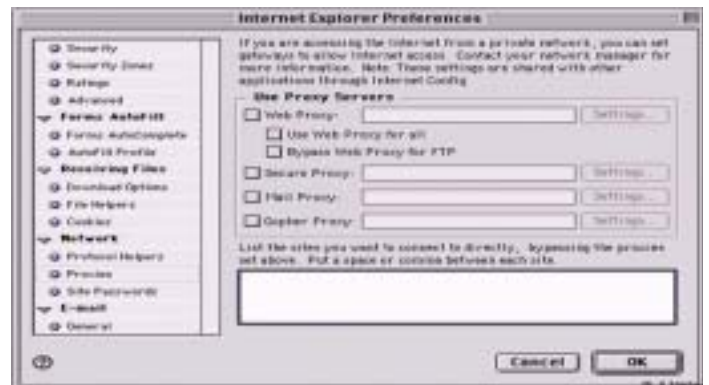 Internet Explorer Preferences
Security
Security Zones
Ratings
Advanced
Forms AutoFill
Forms AutoComplete
AutoFill Profile
Receiving Files
Download Options
File Helpers
Cookies
Network
Protocol Helpers
Proxies
Site Passwords
E-mail
General
If you are accessing the Internet from a private network, you can set
gateways to allow Internet access. Contact your network manager for
more information. Note: These settings are shared with other
applications through Internet Config
Use Proxy Servers
Web Proxy:
Settings...
Use Web Proxy for all
Bypass Web Proxy for FTP
Secure Proxy:
Settings...
Mail Proxy:
Settings...
Gopher Proxy:
Settings...
List the sites you want to connect to directly, bypassing the proxies
set above. Put a space or comma between each site.
Cancel
OK